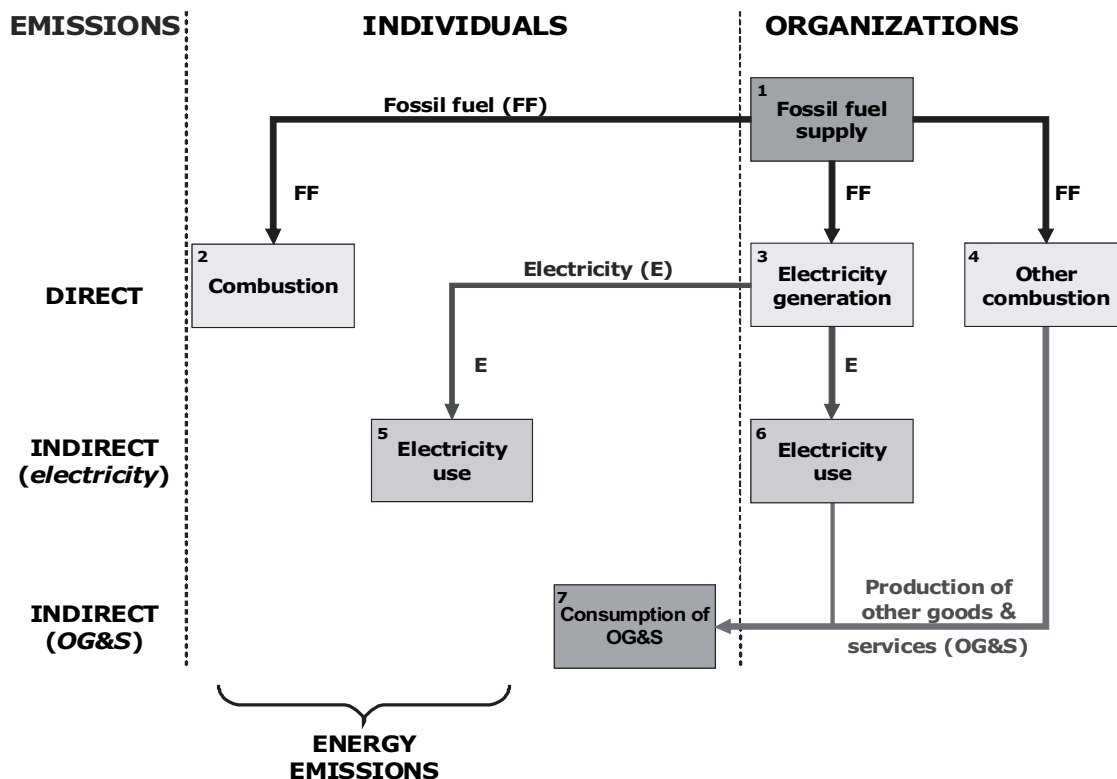 EMISSIONS
INDIVIDUALS
ORGANIZATIONS
1
Fossil fuel
supply
Fossil fuel (FF)
FF
FF
FF
2
Combustion
Electricity (E)
3
Electricity
generation
4
Other
combustion
DIRECT
E
E
INDIRECT
(electricity)
5
Electricity
use
6
Electricity
use
INDIRECT
(OG&S)
7
Consumption of
OG&S
Production of
other goods &
services (OG&S)
ENERGY
EMISSIONS